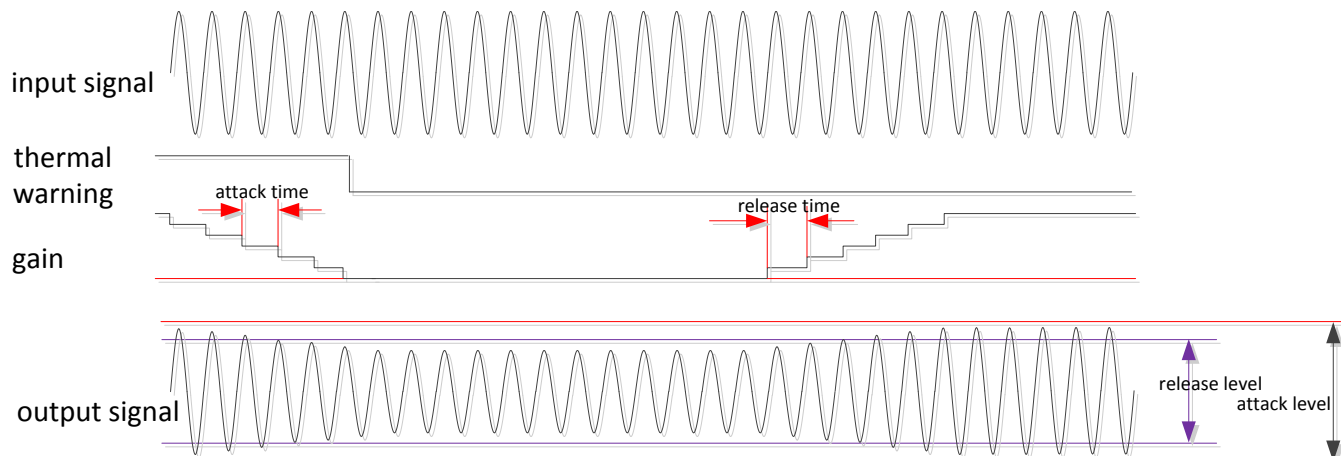 input signal
thermal
warning
attack time
release time
gain
release level
attack level
output signal